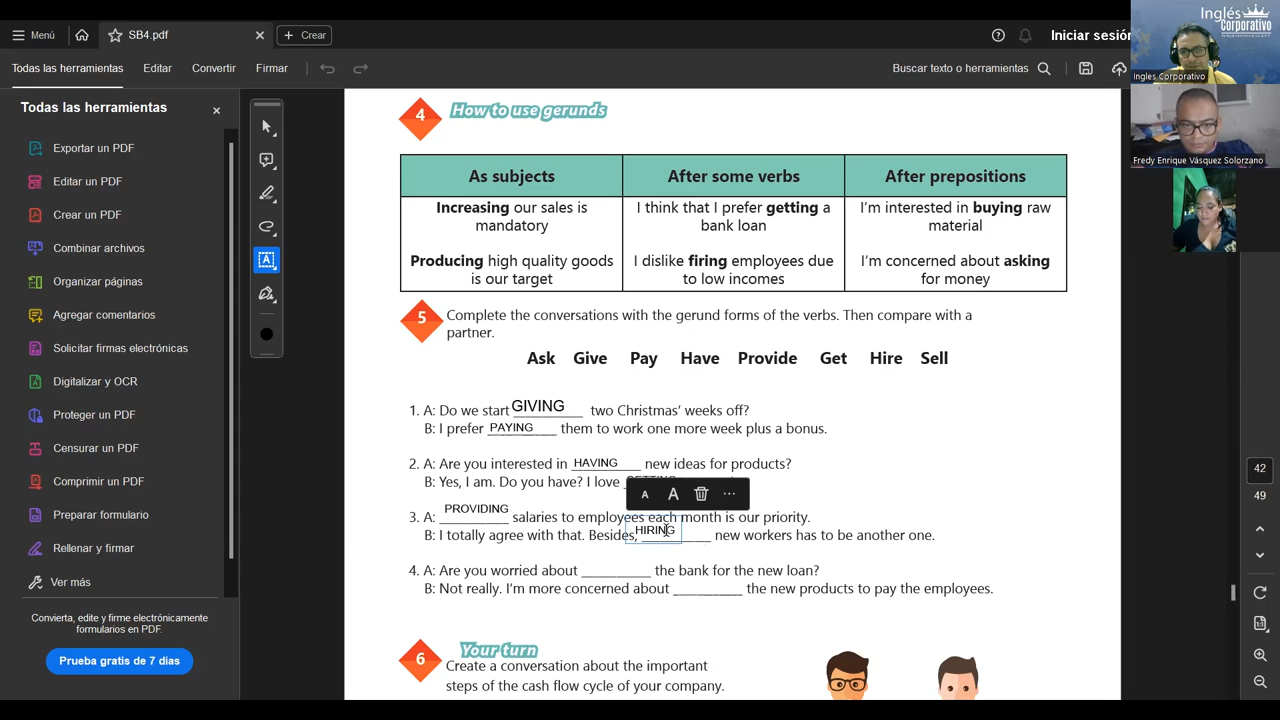 Menú
SB4.pdf
Crear
Iniciar sesión
Todas las herramientas
Editar
Convertir
Firmar
Buscar texto o herramientas
Todas las herramientas
Exportar un PDF
Editar un PDF
Crear un PDF
Combinar archivos
Organizar páginas
Agregar comentarios
Solicitar firmas electrónicas
Digitalizar y OCR
Proteger un PDF
Censurar un PDF
Comprimir un PDF
Preparar formulario
Rellenar y firmar
Ver más
Convierta, edite y firme electrónicamente
formularios en PDF.
Prueba gratis de 7 días
4 How to use gerunds
As subjects After some verbs After prepositions
Increasing our sales is mandatory
I think that I prefer getting a bank loan
I'm interested in buying raw material
Producing high quality goods is our target
I dislike firing employees due to low incomes
I'm concerned about asking for money
5 Complete the conversations with the gerund forms of the verbs. Then compare with a
partner.
Ask Give Pay Have Provide Get Hire Sell
1. A: Do we start GIVING two Christmas' weeks off?
B: I prefer PAYING them to work one more week plus a bonus.
2. A: Are you interested in HAVING new ideas for products?
B: Yes, I am. Do you have? I love
3. A: PROVIDING salaries to employees each month is our priority.
B: I totally agree with that. Besides, HIRING new workers has to be another one.
4. A: Are you worried about __________ the bank for the new loan?
B: Not really. I'm more concerned about __________ the new products to pay the employees.
6 Your turn
Create a conversation about the important
steps of the cash flow cycle of your company.
42
49
Inglés
Corporativo
Ingles Corporativo
Fredy Enrique Vásquez Solorzano